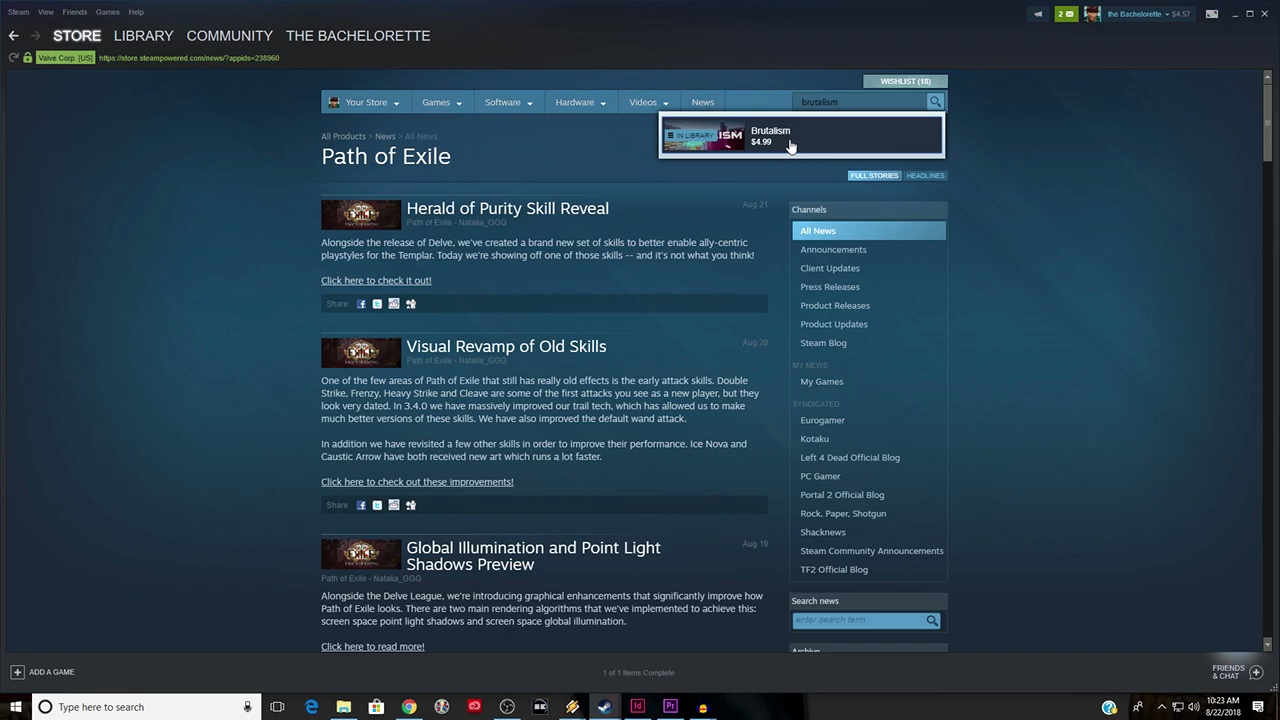 Steam View Friends Games Help
2
the Bachelorette
$4.57
STORE LIBRARY COMMUNITY THE BACHELORETTE
Valve Corp. [US] https://store.steampowered.com/news/?appids=238960
WISHLIST (18)
Your Store Games Software Hardware Videos News
brutalism
IN LIBRARY
Brutalism
$4.99
All Products > News > All News
Path of Exile
FULL STORIES HEADLINES
Herald of Purity Skill Reveal
Aug 21
Path of Exile - Natalia_GGG
Alongside the release of Delve, we've created a brand new set of skills to better enable ally-centric
playstyles for the Templar. Today we're showing off one of those skills -- and it's not what you think!
Click here to check it out!
Share:
Visual Revamp of Old Skills
Aug 20
Path of Exile - Natalia_GGG
One of the few areas of Path of Exile that still has really old effects is the early attack skills. Double
Strike, Frenzy, Heavy Strike and Cleave are some of the first attacks you see as a new player, but they
look very dated. In 3.4.0 we have massively improved our trail tech, which has allowed us to make
much better versions of these skills. We have also improved the default wand attack.
In addition we have revisited a few other skills in order to improve their performance. Ice Nova and
Caustic Arrow have both received new art which runs a lot faster.
Click here to check out these improvements!
Share:
Global Illumination and Point Light
Shadows Preview
Aug 19
Path of Exile - Natalia_GGG
Alongside the Delve League, we're introducing graphical enhancements that significantly improve how
Path of Exile looks. There are two main rendering algorithms that we've implemented to achieve this:
screen space point light shadows and screen space global illumination.
Click here to read more!
Channels
All News
Announcements
Client Updates
Press Releases
Product Releases
Product Updates
Steam Blog
MY NEWS
My Games
SYNDICATED
Eurogamer
Kotaku
Left 4 Dead Official Blog
PC Gamer
Portal 2 Official Blog
Rock, Paper, Shotgun
Shacknews
Steam Community Announcements
TF2 Official Blog
Search news
enter search term
Archive
ADD A GAME
1 of 1 Items Complete
FRIENDS
& CHAT
Type here to search
10:23 AM
8/22/2018